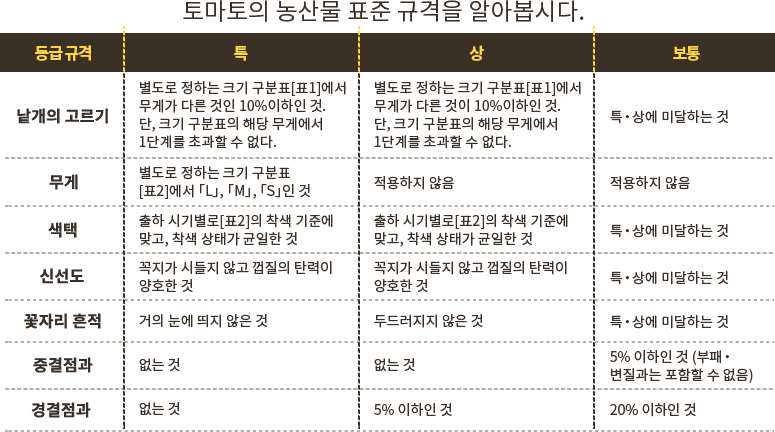 토마토의 농산물 표준 규격을 알아봅시다.
등급규격 특 상 보통
낱개의 고르기
별도로 정하는 크기 구분표[표1]에서
무게가 다른 것인 10%이하인 것.
단, 크기 구분표의 해당 무게에서
1단계를 초과할 수 없다.
별도로 정하는 크기 구분표[표1]에서
무게가 다른 것이 10%이하인 것.
단, 크기 구분표의 해당 무게에서
1단계를 초과할 수 없다.
특·상에 미달하는 것
무게
별도로 정하는 크기 구분표
[표2]에서 「L」, 「M」, 「S」인 것
적용하지 않음
적용하지 않음
색택
출하 시기별로[표2]의 착색 기준에
맞고, 착색 상태가 균일한 것
출하 시기별로[표2]의 착색 기준에
맞고, 착색 상태가 균일한 것
특·상에 미달하는 것
신선도
꼭지가 시들지 않고 껍질의 탄력이
양호한 것
꼭지가 시들지 않고 껍질의 탄력이
양호한 것
특·상에 미달하는 것
꽃자리 흔적
거의 눈에 띄지 않은 것
두드러지지 않은 것
특·상에 미달하는 것
중결점과
없는 것
없는 것
5% 이하인 것 (부패·
변질과는 포함할 수 없음)
경결점과
없는 것
5% 이하인 것
20% 이하인 것